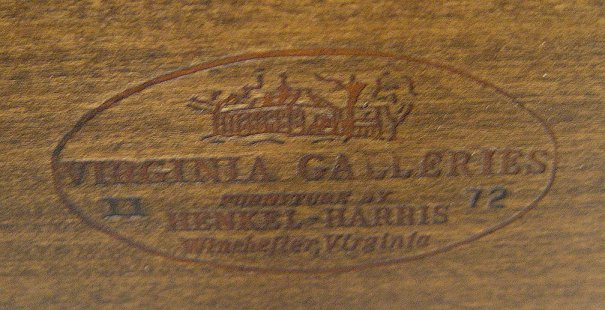 VIRGINIA GALLERIES
11 FURNITURE BY 72
HENKEL-HARRIS
Winchester, Virginia